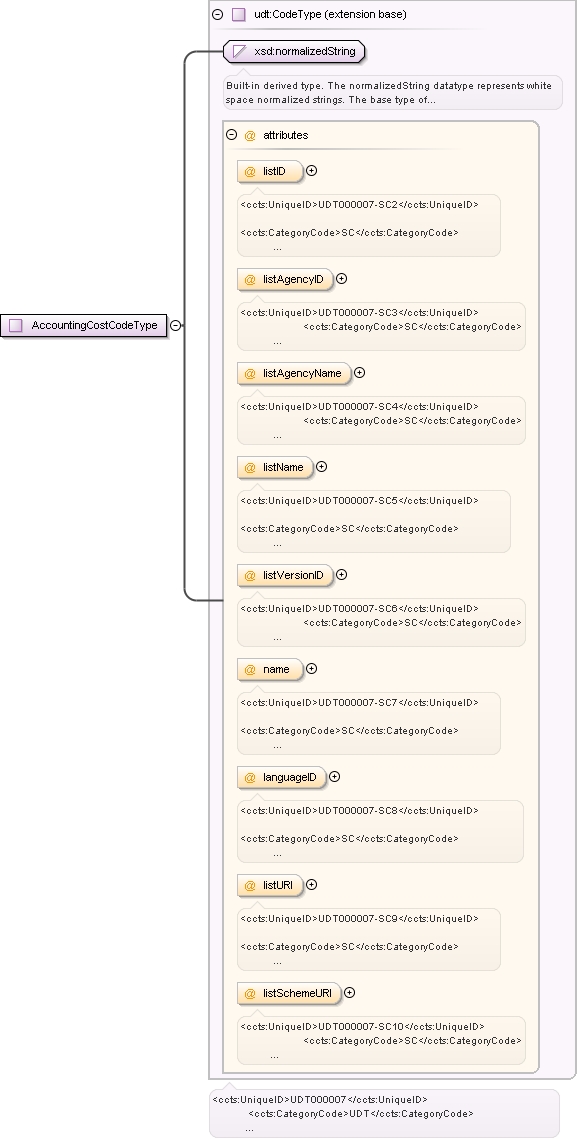 udt:CodeType (extension base)
xsd:normalizedString
Built-in derived type. The normalizedString datatype represents white
space normalized strings. The base type of...
@ attributes
@ listID
<ccts:UniqueID>UDT000007-SC2</ccts:UniqueID>
<ccts:CategoryCode>SC</ccts:CategoryCode>
...
@ listAgencyID
<ccts:UniqueID>UDT000007-SC3</ccts:UniqueID>
<ccts:CategoryCode>SC</ccts:CategoryCode>
...
AccountingCostCodeType
@ listAgencyName
<ccts:UniqueID>UDT000007-SC4</ccts:UniqueID>
<ccts:CategoryCode>SC</ccts:CategoryCode>
...
@ listName
<ccts:UniqueID>UDT000007-SC5</ccts:UniqueID>
<ccts:CategoryCode>SC</ccts:CategoryCode>
...
@ listVersionID
<ccts:UniqueID>UDT000007-SC6</ccts:UniqueID>
<ccts:CategoryCode>SC</ccts:CategoryCode>
...
@ name
<ccts:UniqueID>UDT000007-SC7</ccts:UniqueID>
<ccts:CategoryCode>SC</ccts:CategoryCode>
...
@ languageID
<ccts:UniqueID>UDT000007-SC8</ccts:UniqueID>
<ccts:CategoryCode>SC</ccts:CategoryCode>
...
@ listURI
<ccts:UniqueID>UDT000007-SC9</ccts:UniqueID>
<ccts:CategoryCode>SC</ccts:CategoryCode>
...
@ listSchemeURI
<ccts:UniqueID>UDT000007-SC10</ccts:UniqueID>
<ccts:CategoryCode>SC</ccts:CategoryCode>
...
<ccts:UniqueID>UDT000007</ccts:UniqueID>
<ccts:CategoryCode>UDT</ccts:CategoryCode>
...